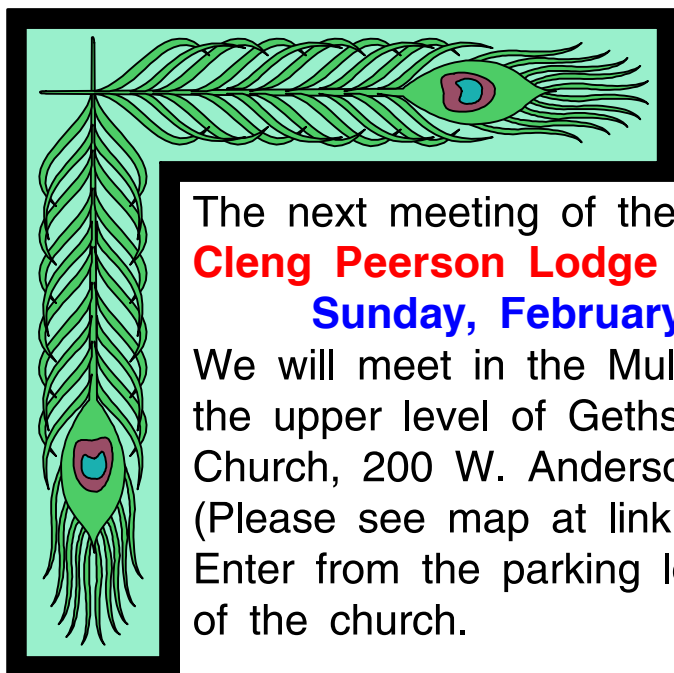 The next meeting of the
Cleng Peerson Lodge
Sunday, February
We will meet in the Mul
the upper level of Geths
Church, 200 W. Anderso
(Please see map at link
Enter from the parking l
of the church.